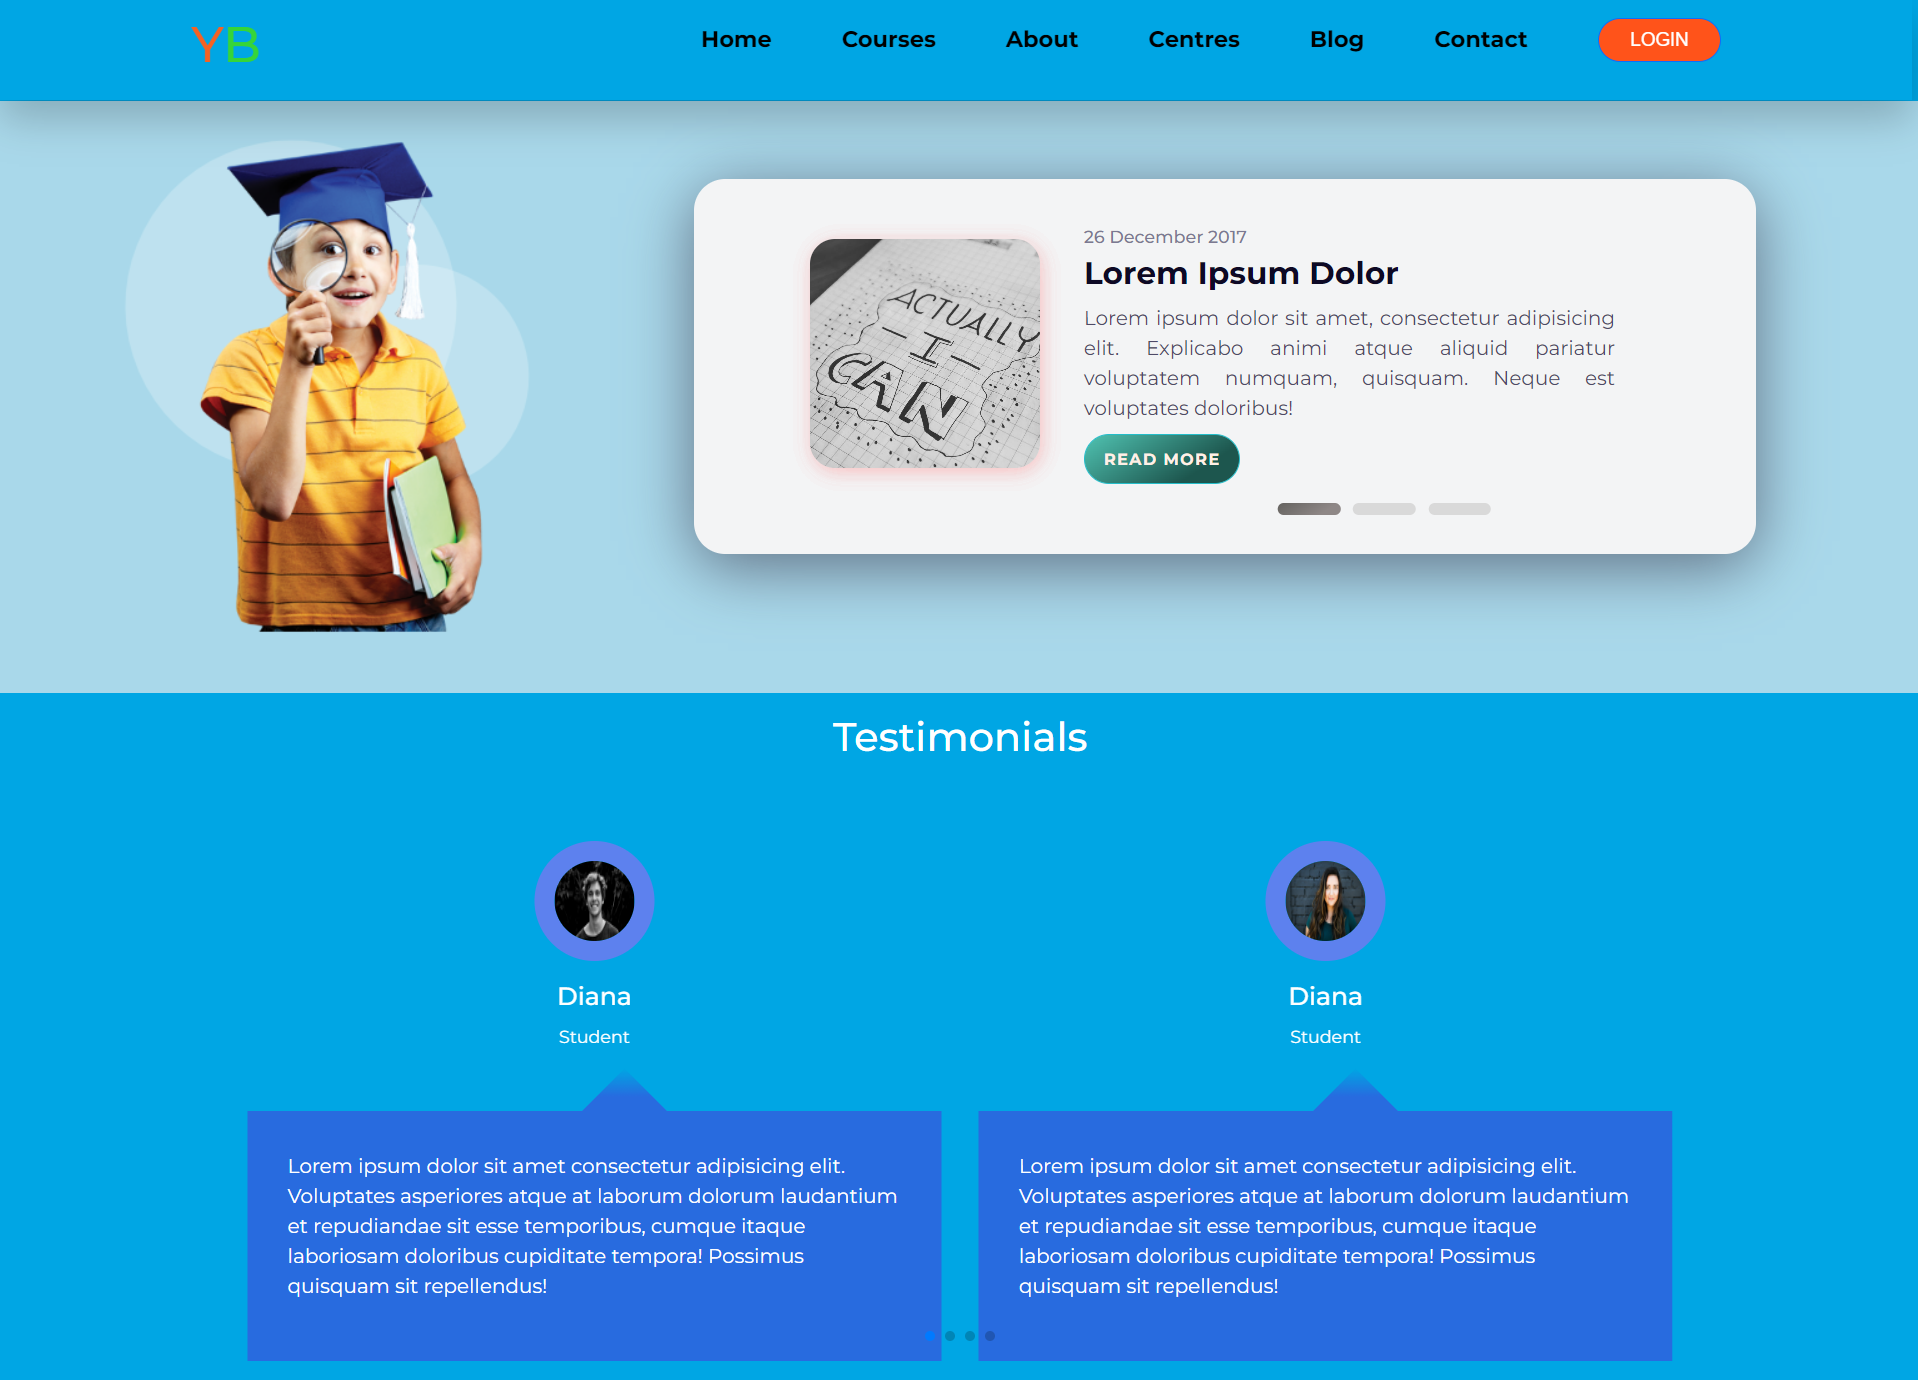 YB
Home Courses About Centres Blog Contact LOGIN
26 December 2017
Lorem Ipsum Dolor
Lorem ipsum dolor sit amet, consectetur adipisicing
elit. Explicabo animi atque aliquid pariatur
voluptatem numquam, quisquam. Neque est
voluptates doloribus!
READ MORE
ACTUALLY
I
CAN
Testimonials
Diana
Student
Lorem ipsum dolor sit amet consectetur adipisicing elit.
Voluptates asperiores atque at laborum dolorum laudantium
et repudiandae sit esse temporibus, cumque itaque
laboriosam doloribus cupiditate tempora! Possimus
quisquam sit repellendus!
Diana
Student
Lorem ipsum dolor sit amet consectetur adipisicing elit.
Voluptates asperiores atque at laborum dolorum laudantium
et repudiandae sit esse temporibus, cumque itaque
laboriosam doloribus cupiditate tempora! Possimus
quisquam sit repellendus!